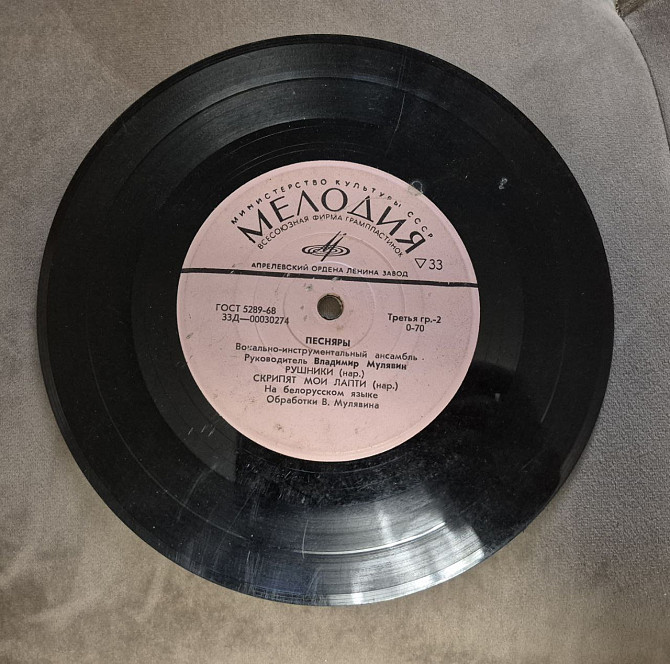 МИНИСТЕРСТВО КУЛЬТУРЫ СССР
МЕЛОДИЯ
ВСЕСОЮЗНАЯ ФИРМА ГРАМПЛАСТИНОК
АПРЕЛЕВСКИЙ ОРДЕНА ЛЕНИНА ЗАВОД
▽33
ГОСТ 5289-68
33Д—00030274
Третья гр.-2
0-70
ПЕСНЯРЫ
Вокально-инструментальный ансамбль
Руководитель Владимир Мулявин
РУШНИКИ (нар.)
СКРИПЯТ МОИ ЛАПТИ (нар.)
На белорусском языке
Обработки В. Мулявина